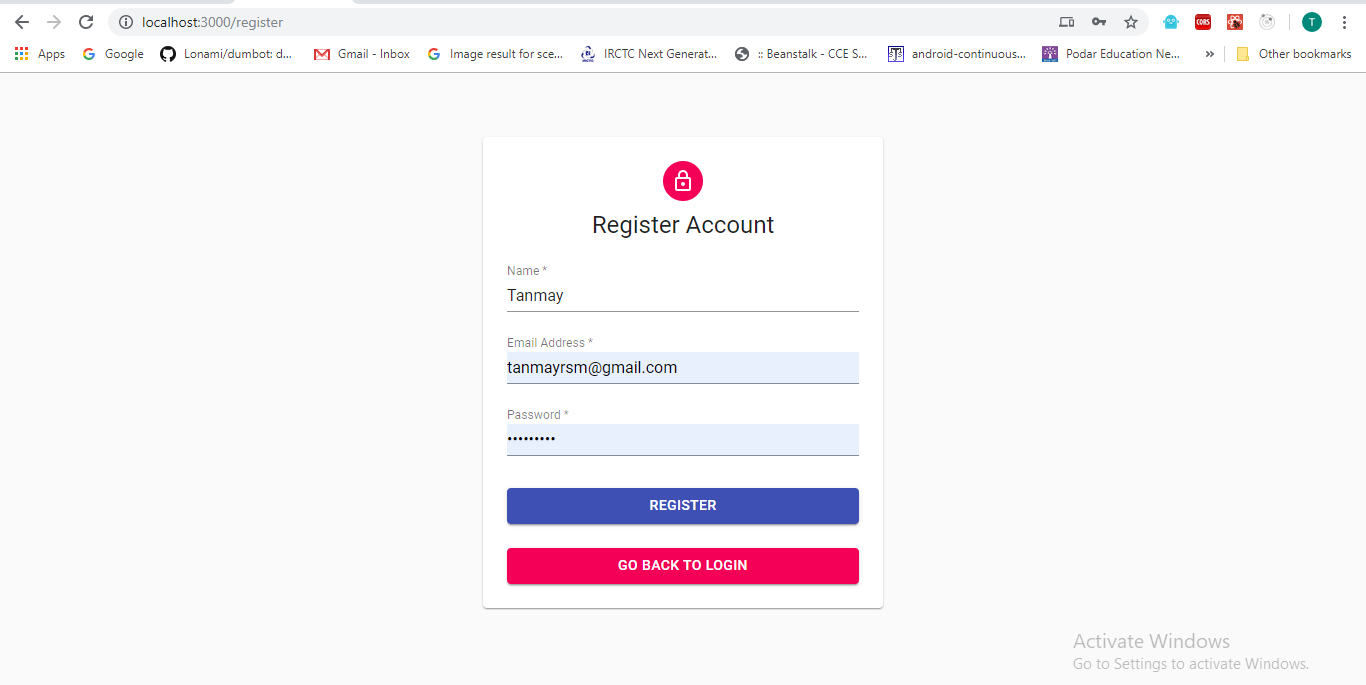 localhost:3000/register
CORS
T
Apps Google Lonami/dumbot: d... Gmail - Inbox Image result for sce... IRCTC Next Generat... :: Beanstalk - CCE S... android-continuous... Podar Education Ne... » Other bookmarks
Register Account
Name *
Tanmay
Email Address *
tanmayrsm@gmail.com
Password *
•••••••••
REGISTER
GO BACK TO LOGIN
Activate Windows
Go to Settings to activate Windows.